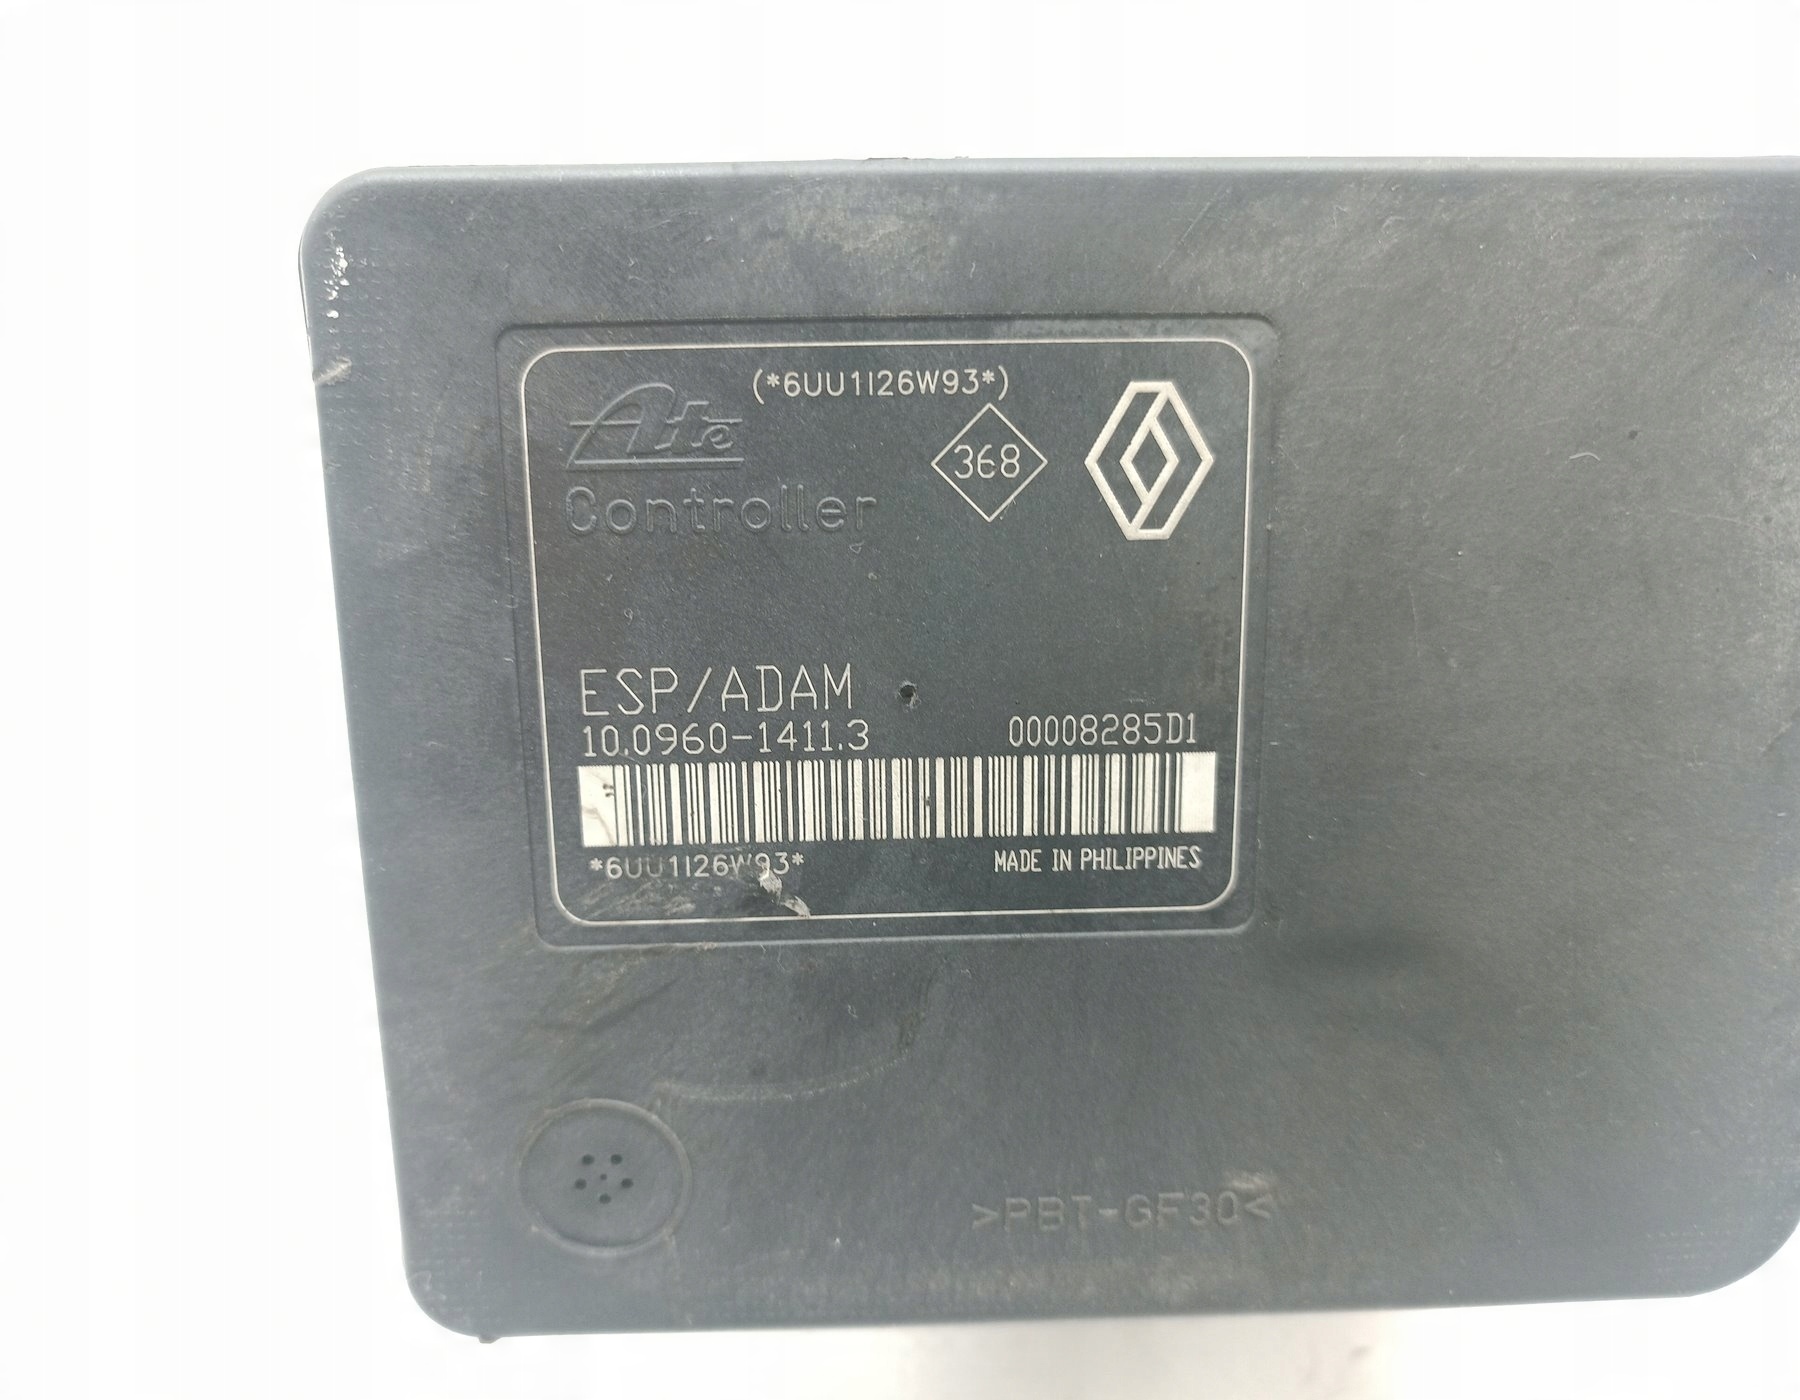 (*6UU1I26W93*)
Ate
368
Controller
ESP/ADAM
10.0960-1411.3
00008285D1
*6UU1I26W93*
MADE IN PHILIPPINES
>PBT-GF30<